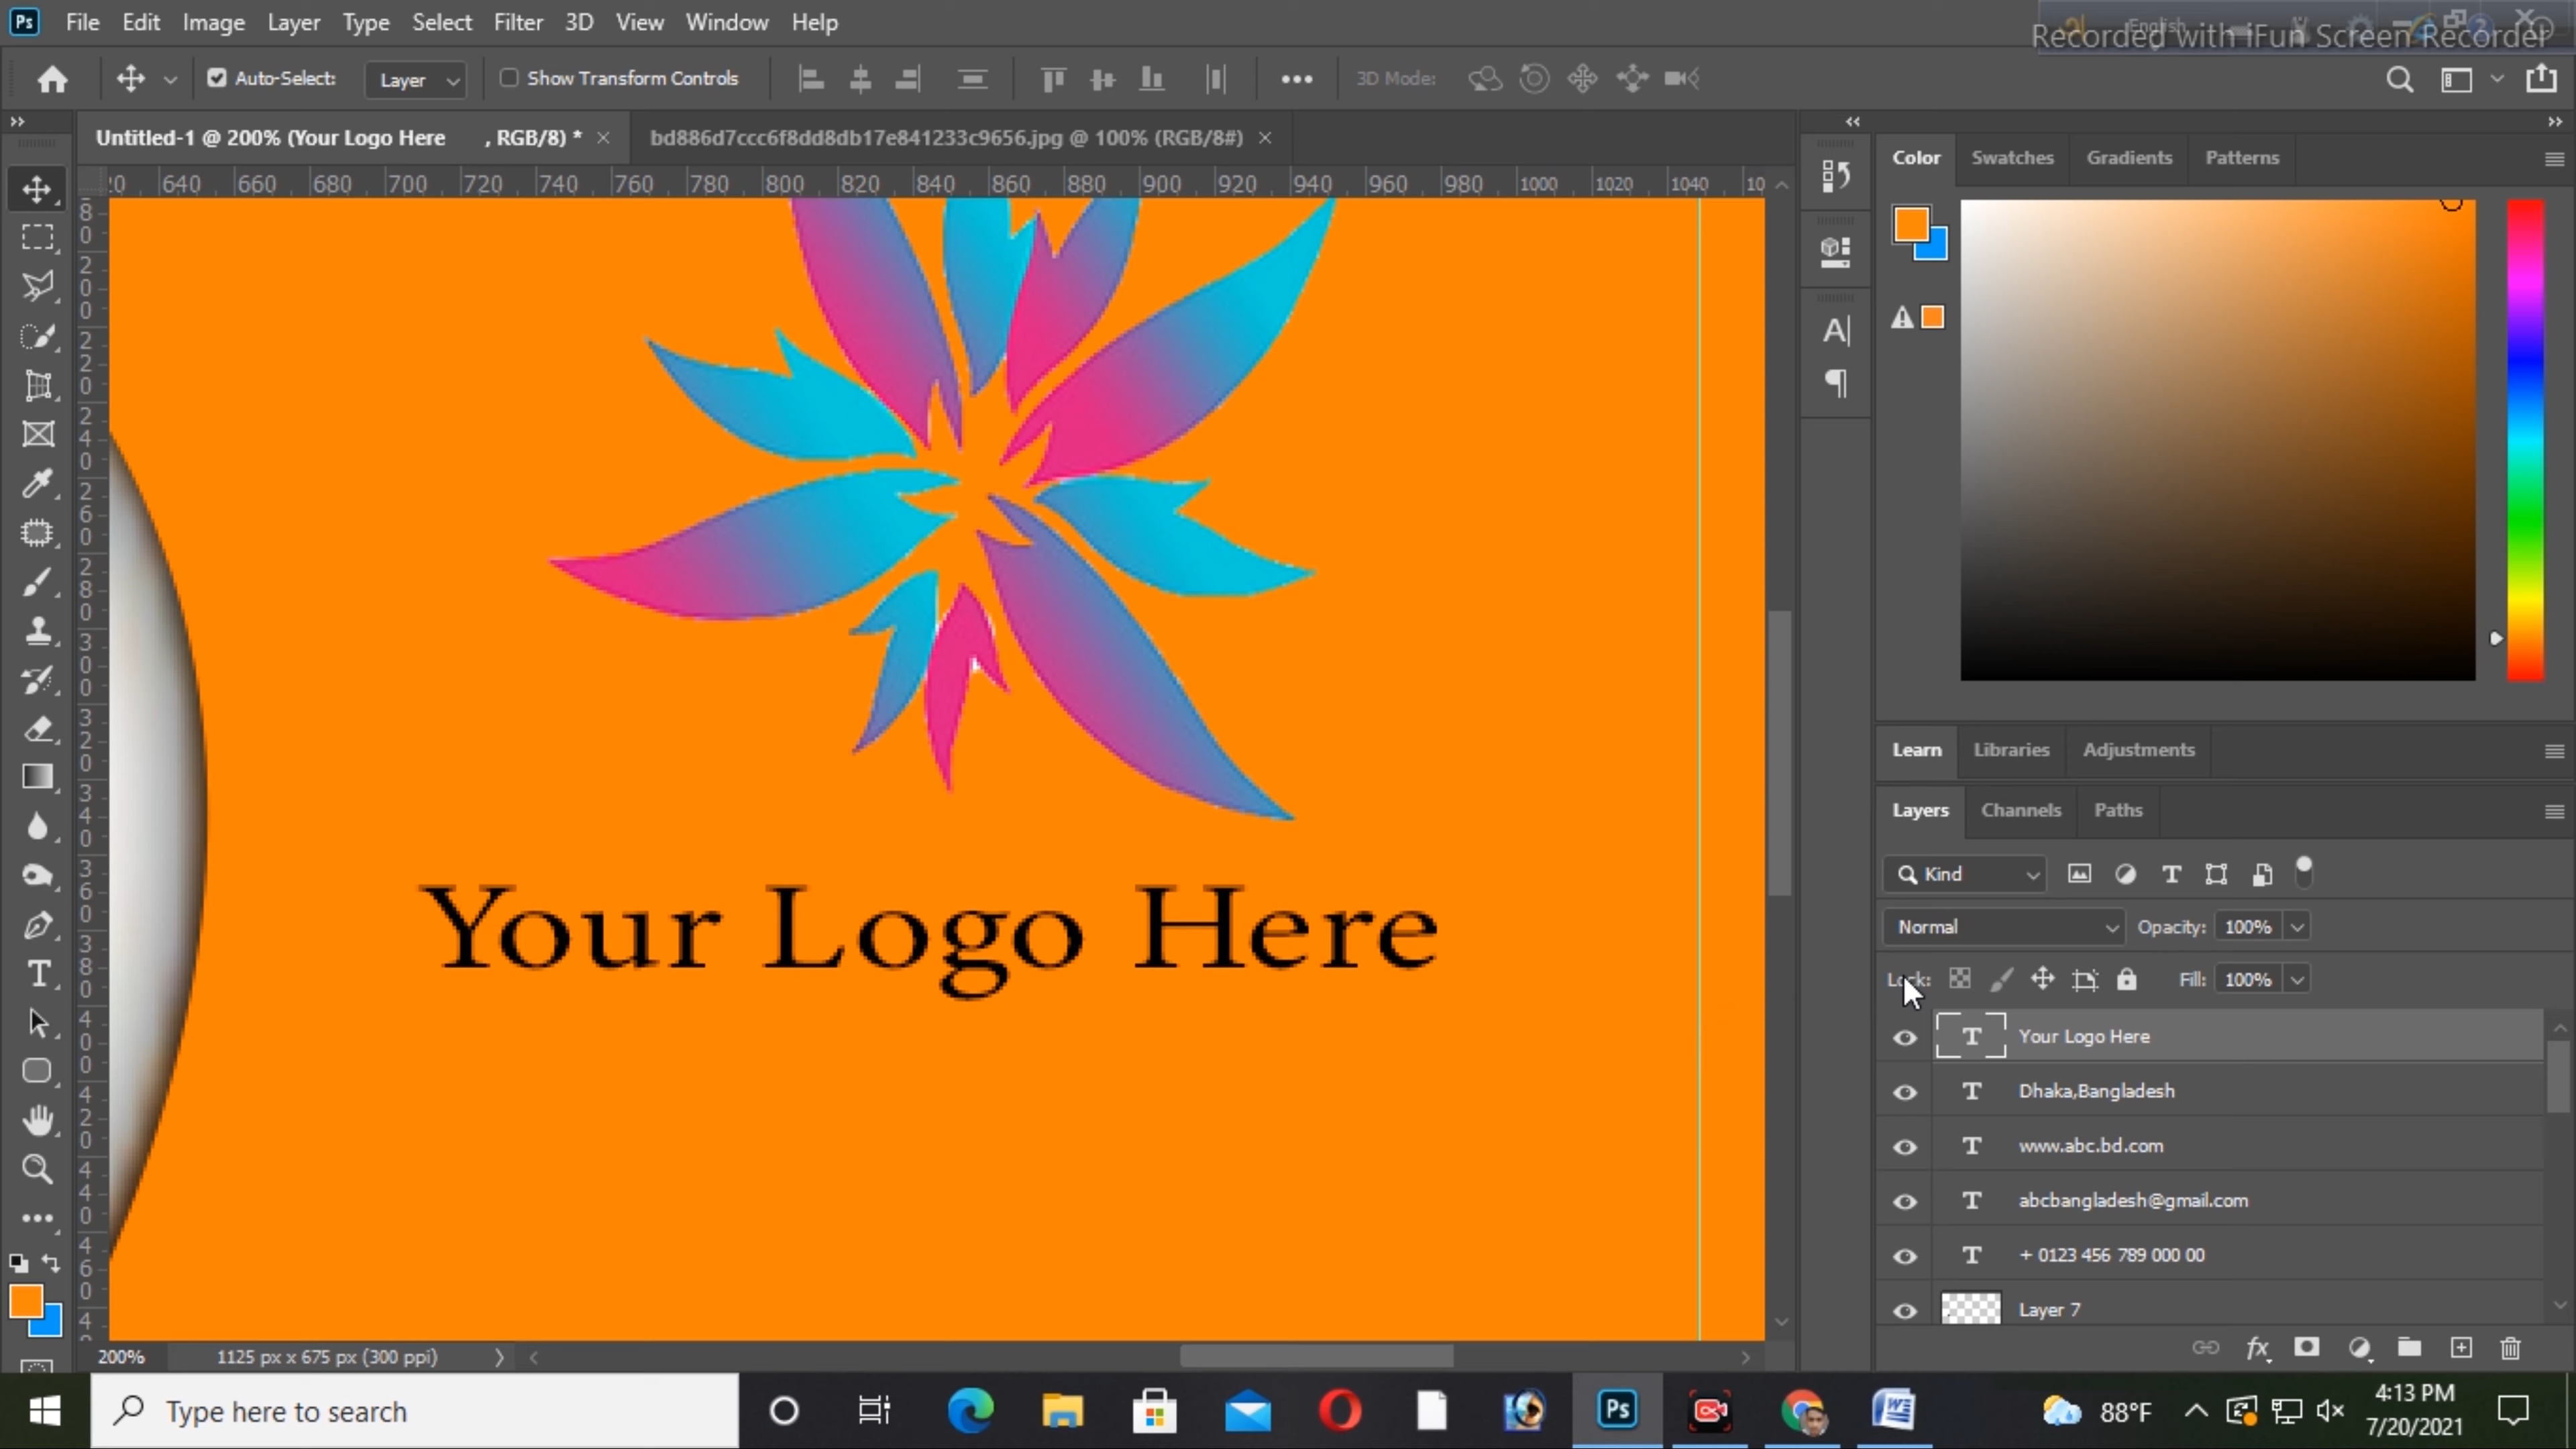 Ps File Edit Image Layer Type Select Filter 3D View Window Help
English
Recorded with iFun Screen Recorder
Auto-Select: Layer Show Transform Controls 3D Mode:
Untitled-1 @ 200% (Your Logo Here , RGB/8) * × bd886d7ccc6f8dd8db17e841233c9656.jpg @ 100% (RGB/8#) ×
640 660 680 700 720 740 760 780 800 820 840 860 880 900 920 940 960 980 1000 1020 1040 10
Color Swatches Gradients Patterns
Learn Libraries Adjustments
Layers Channels Paths
Kind
Normal Opacity: 100%
Lock: Fill: 100%
Your Logo Here
Your Logo Here
Dhaka,Bangladesh
www.abc.bd.com
abcbangladesh@gmail.com
+ 0123 456 789 000 00
Layer 7
200% 1125 px x 675 px (300 ppi)
Type here to search
Ps
88°F
4:13 PM
7/20/2021